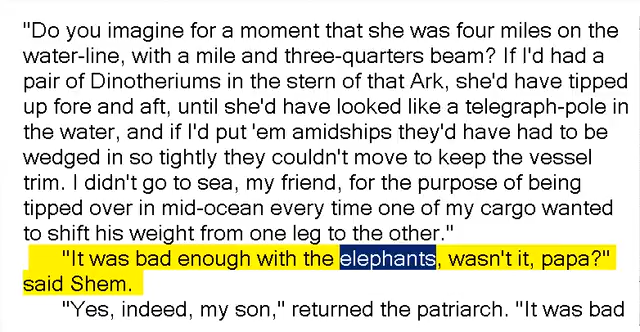 "Do you imagine for a moment that she was four miles on the
water-line, with a mile and three-quarters beam? If I'd had a
pair of Dinotheriums in the stern of that Ark, she'd have tipped
up fore and aft, until she'd have looked like a telegraph-pole in
the water, and if I'd put 'em amidships they'd have had to be
wedged in so tightly they couldn't move to keep the vessel
trim. I didn't go to sea, my friend, for the purpose of being
tipped over in mid-ocean every time one of my cargo wanted
to shift his weight from one leg to the other."
"It was bad enough with the elephants, wasn't it, papa?"
said Shem.
"Yes, indeed, my son," returned the patriarch. "It was bad